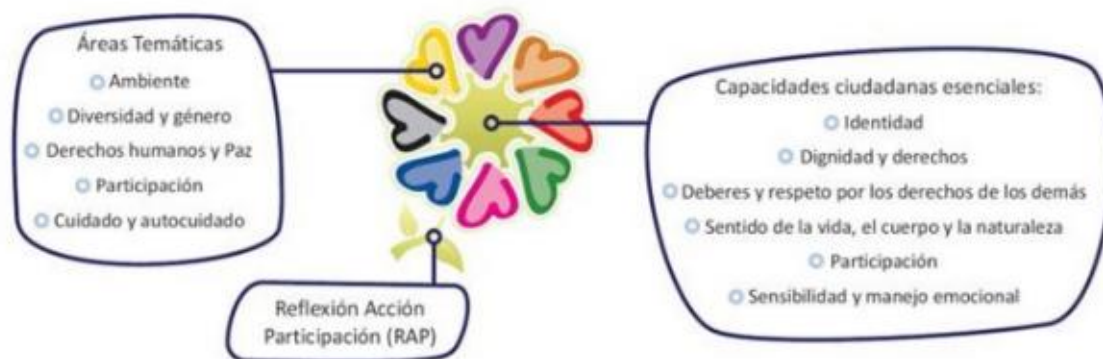 Áreas Temáticas
Ambiente
Diversidad y género
Derechos humanos y Paz
Participación
Cuidado y autocuidado
Reflexión Acción
Participación (RAP)
Capacidades ciudadanas esenciales:
Identidad
Dignidad y derechos
Deberes y respeto por los derechos de los demás
Sentido de la vida, el cuerpo y la naturaleza
Participación
Sensibilidad y manejo emocional